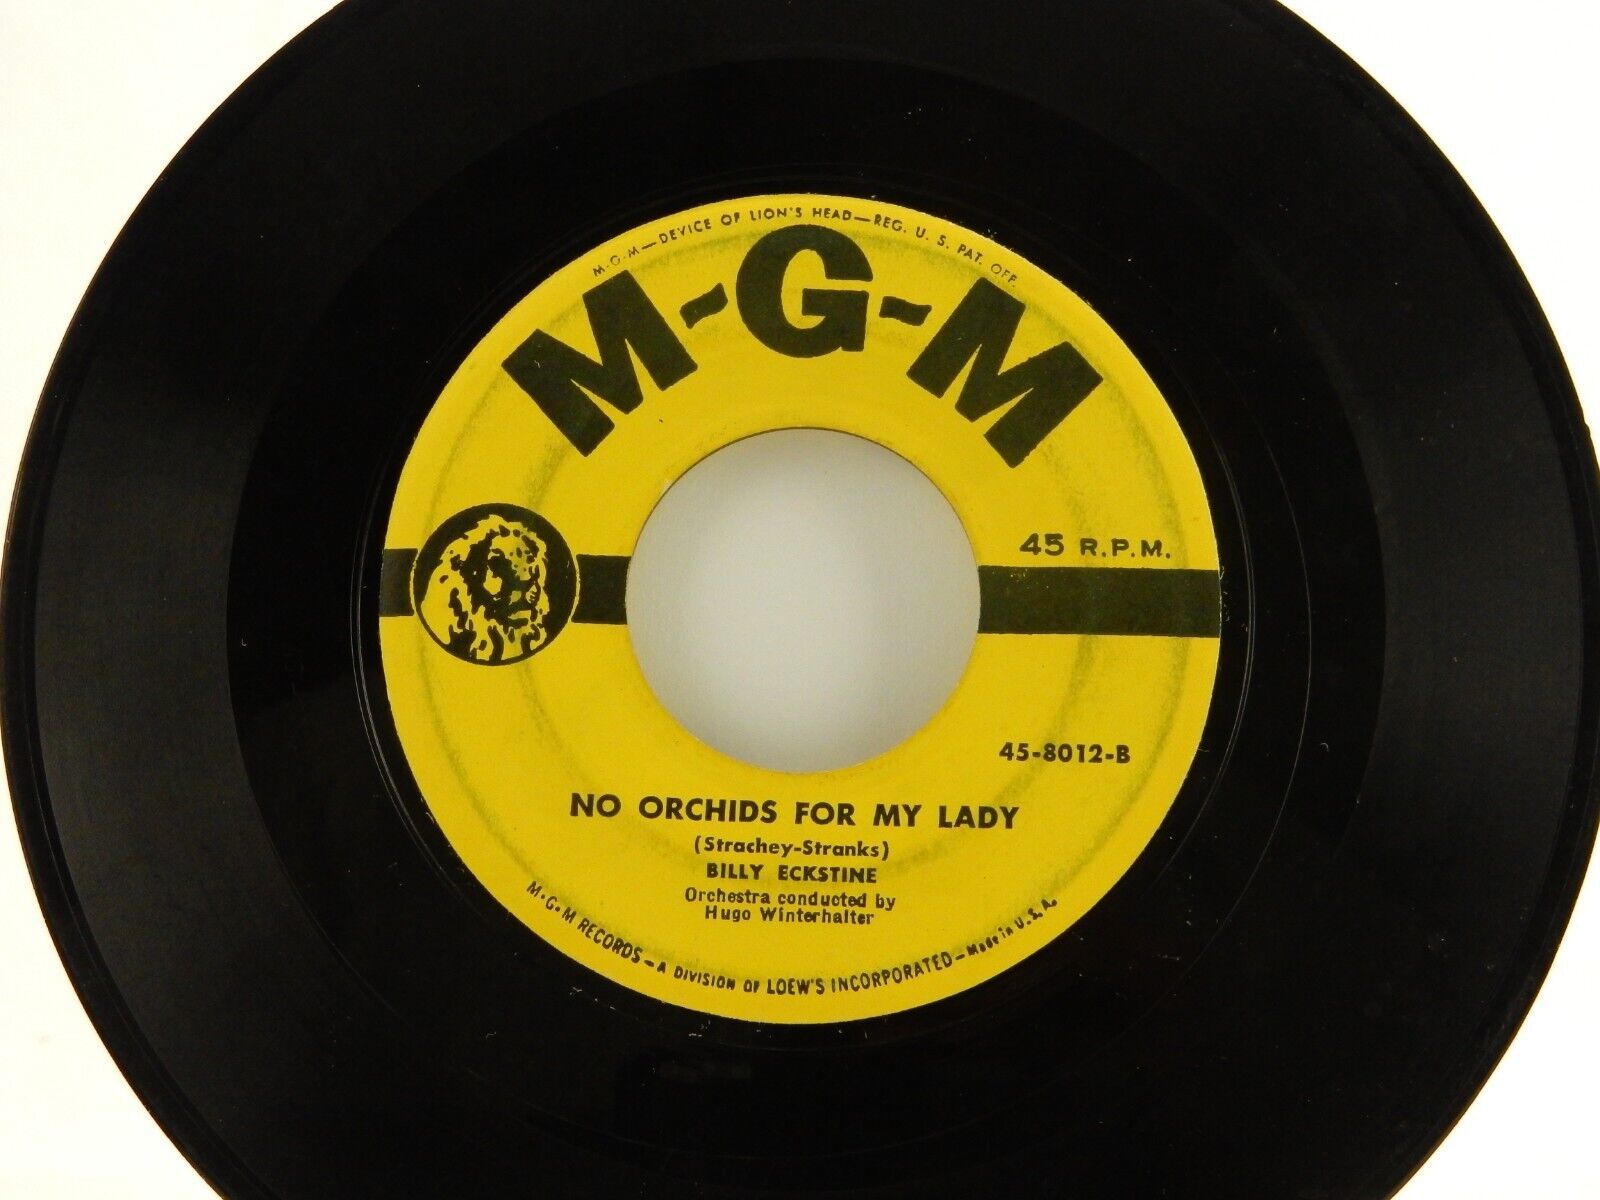 M-G-M—DEVICE OF LION'S HEAD—REG. U. S. PAT. OFF.
M-G-M
45 R.P.M.
45-8012-B
NO ORCHIDS FOR MY LADY
(Strachey-Stranks)
BILLY ECKSTINE
Orchestra conducted by
Hugo Winterhalter
M-G-M RECORDS—A DIVISION OF LOEW'S INCORPORATED—Made in U.S.A.